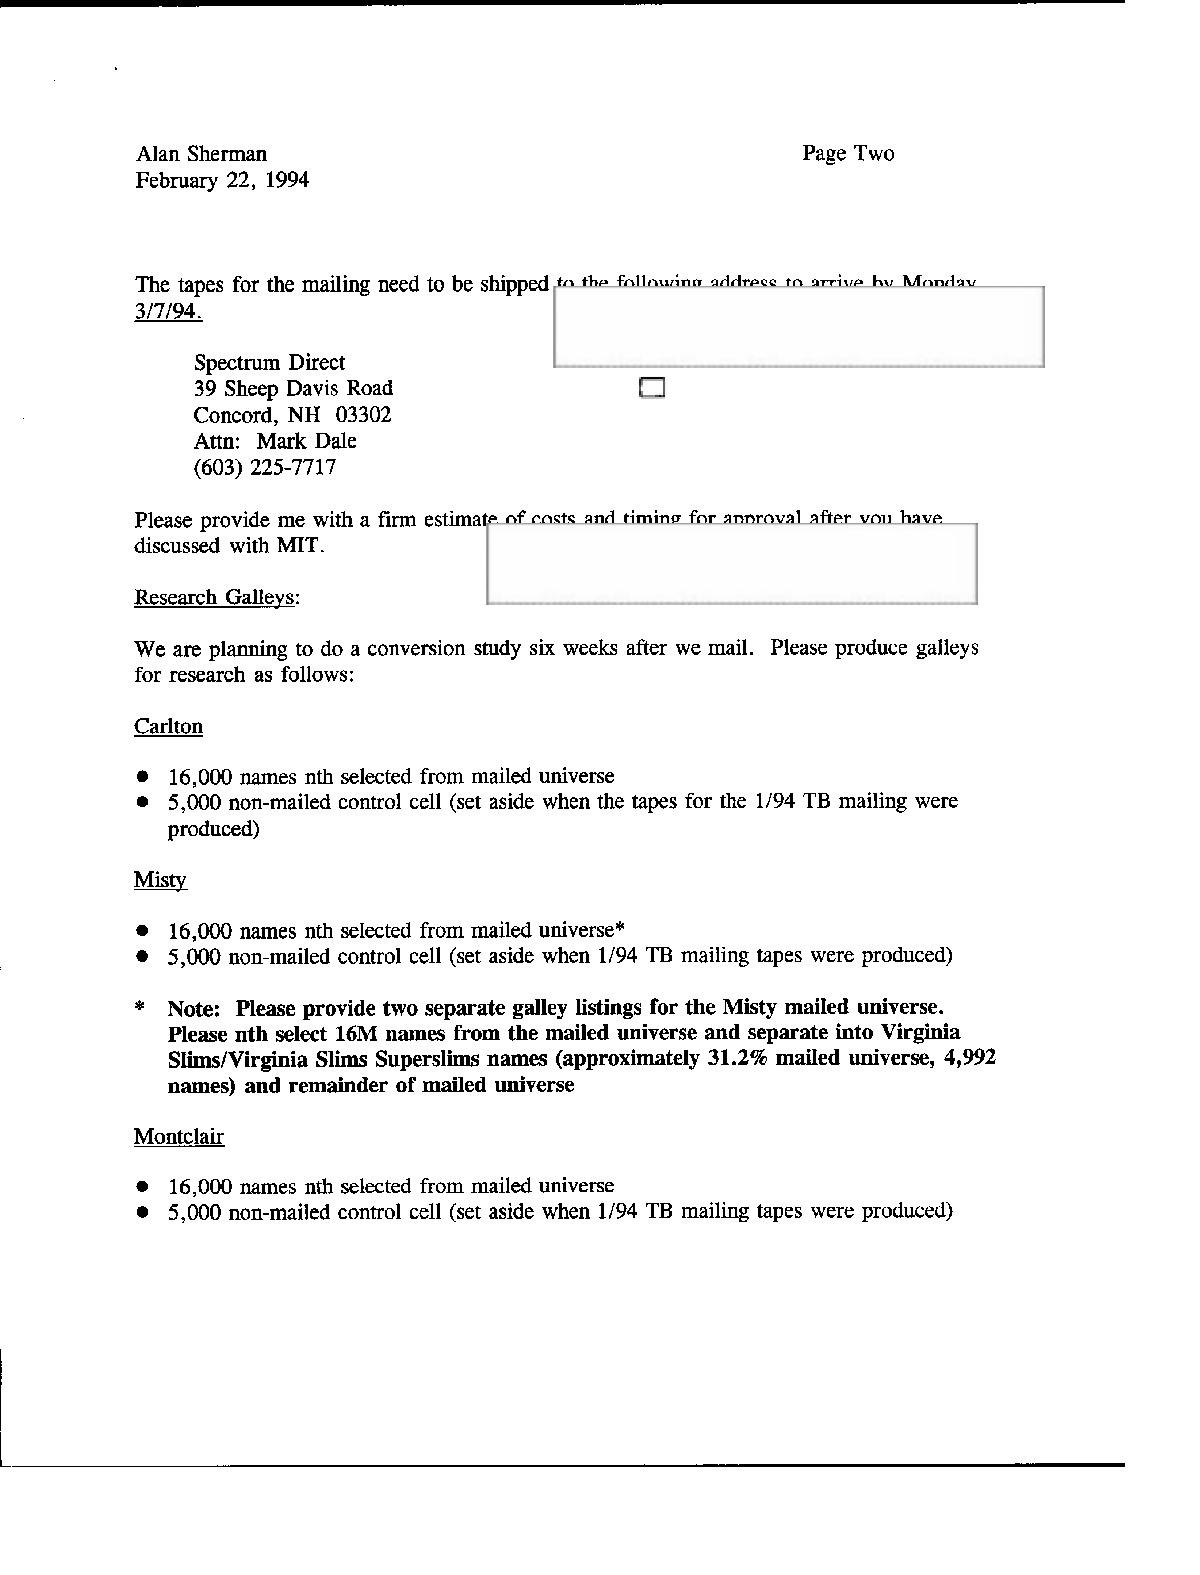 Alan Sherman Page Two
February 22, 1994
The tapes for the mailing need to be shipped to the following address to arrive by Monday
3/7/94.
Spectrum Direct
39 Sheep Davis Road
Concord, NH 03302
Attn: Mark Dale
(603) 225-7717
Please provide me with a firm estimate of costs and timing for approval after you have
discussed with MIT.
Research Galleys:
We are planning to do a conversion study six weeks after we mail. Please produce galleys
for research as follows:
Carlton
● 16,000 names nth selected from mailed universe
● 5,000 non-mailed control cell (set aside when the tapes for the 1/94 TB mailing were
produced)
Misty
● 16,000 names nth selected from mailed universe*
● 5,000 non-mailed control cell (set aside when 1/94 TB mailing tapes were produced)
* Note: Please provide two separate galley listings for the Misty mailed universe.
Please nth select 16M names from the mailed universe and separate into Virginia
Slims/Virginia Slims Superslims names (approximately 31.2% mailed universe, 4,992
names) and remainder of mailed universe
Montclair
● 16,000 names nth selected from mailed universe
● 5,000 non-mailed control cell (set aside when 1/94 TB mailing tapes were produced)